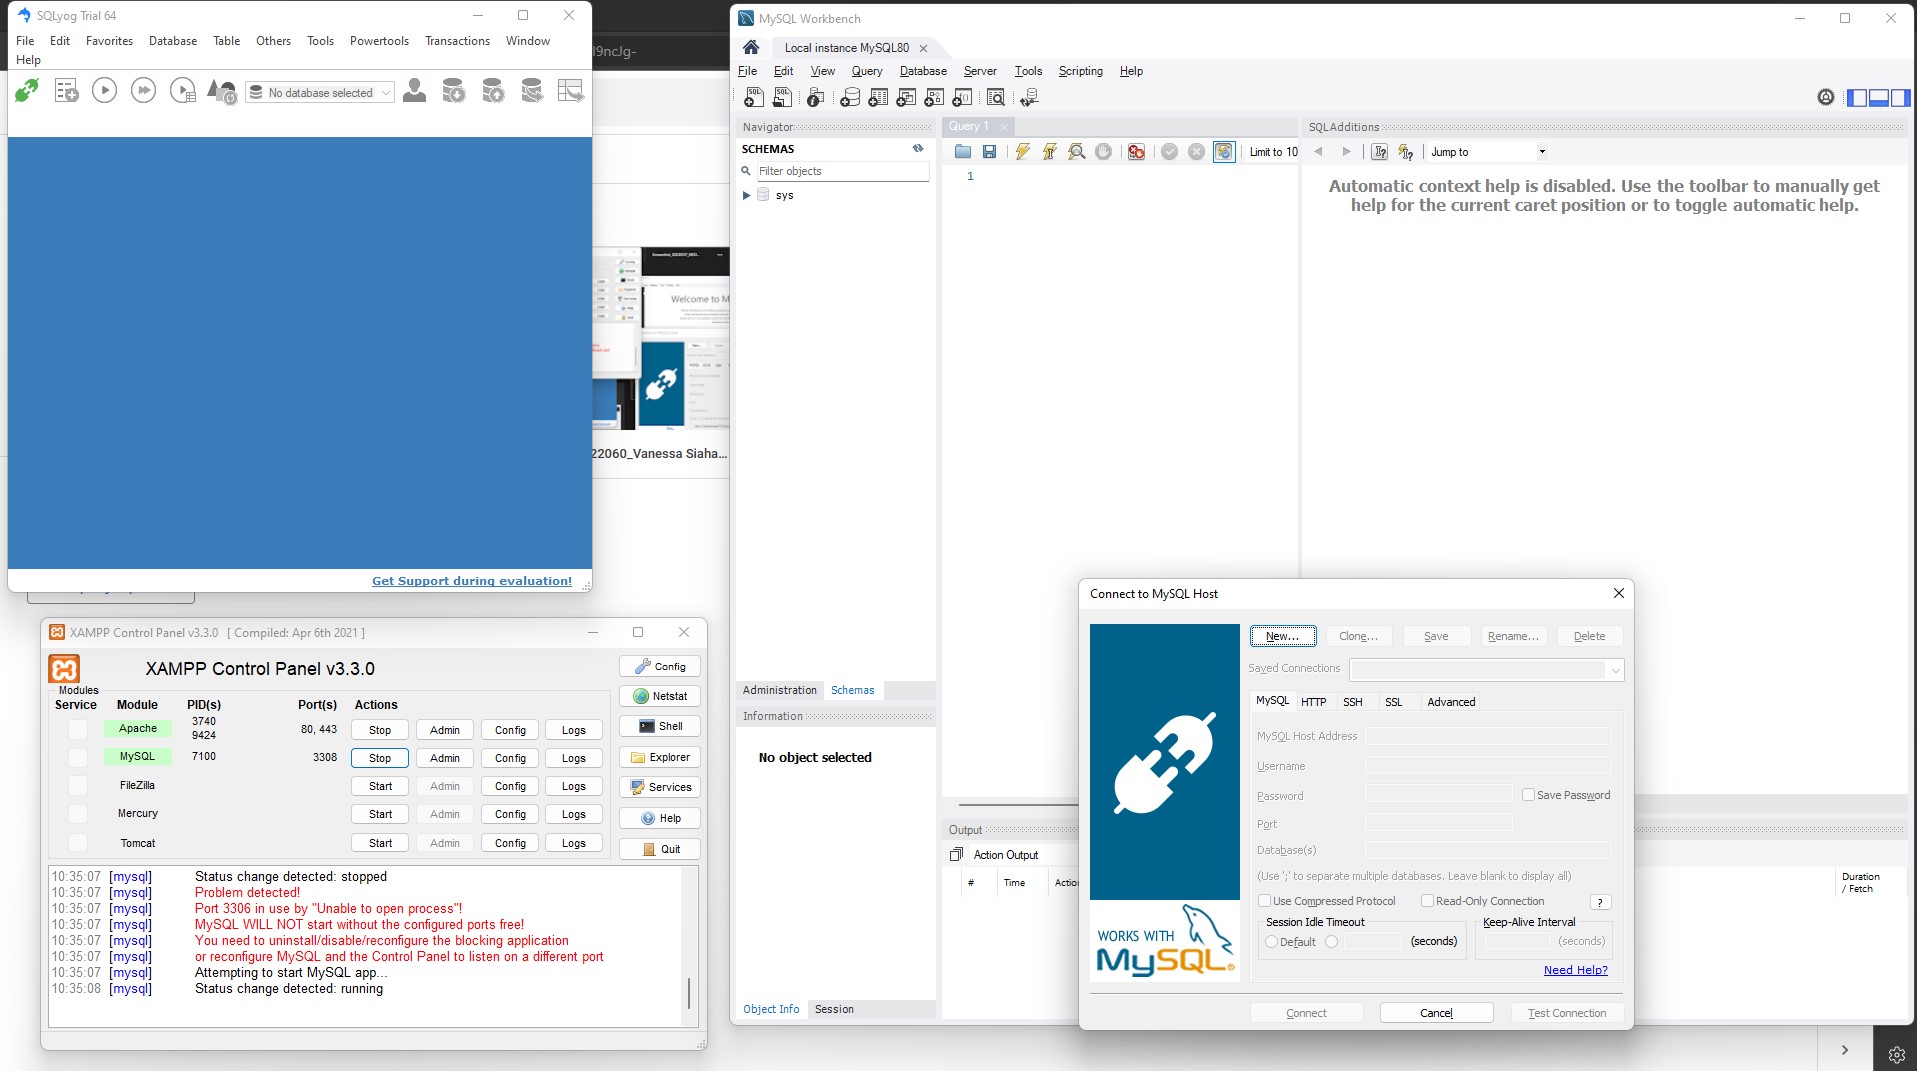 SQLyog Trial 64
File Edit Favorites Database Table Others Tools Powertools Transactions Window
Help
No database selected
Get Support during evaluation!
l9ncJg-
Welcome to M
22060_Vanessa Siaha...
XAMPP Control Panel v3.3.0 [ Compiled: Apr 6th 2021 ]
XAMPP Control Panel v3.3.0
Modules
Service Module PID(s) Port(s) Actions
Apache 3740 9424 80, 443 Stop Admin Config Logs
MySQL 7100 3308 Stop Admin Config Logs
FileZilla Start Admin Config Logs
Mercury Start Admin Config Logs
Tomcat Start Admin Config Logs
Config
Netstat
Shell
Explorer
Services
Help
Quit
10:35:07 [mysql] Status change detected: stopped
10:35:07 [mysql] Problem detected!
10:35:07 [mysql] Port 3306 in use by "Unable to open process"!
10:35:07 [mysql] MySQL WILL NOT start without the configured ports free!
10:35:07 [mysql] You need to uninstall/disable/reconfigure the blocking application
10:35:07 [mysql] or reconfigure MySQL and the Control Panel to listen on a different port
10:35:07 [mysql] Attempting to start MySQL app...
10:35:08 [mysql] Status change detected: running
MySQL Workbench
Local instance MySQL80
File Edit View Query Database Server Tools Scripting Help
Navigator
SCHEMAS
Filter objects
sys
Administration Schemas
Information
No object selected
Object Info Session
Query 1
Limit to 10
1
SQLAdditions
Jump to
Automatic context help is disabled. Use the toolbar to manually get
help for the current caret position or to toggle automatic help.
Output
Action Output
# Time Action
Duration
/ Fetch
Connect to MySQL Host
New... Clone... Save Rename... Delete
Saved Connections
MySQL HTTP SSH SSL Advanced
MySQL Host Address
Username
Password Save Password
Port
Database(s)
(Use ';' to separate multiple databases. Leave blank to display all)
Use Compressed Protocol Read-Only Connection ?
Session Idle Timeout Keep-Alive Interval
Default (seconds) (seconds)
Need Help?
WORKS WITH
MySQL®
Connect Cancel Test Connection